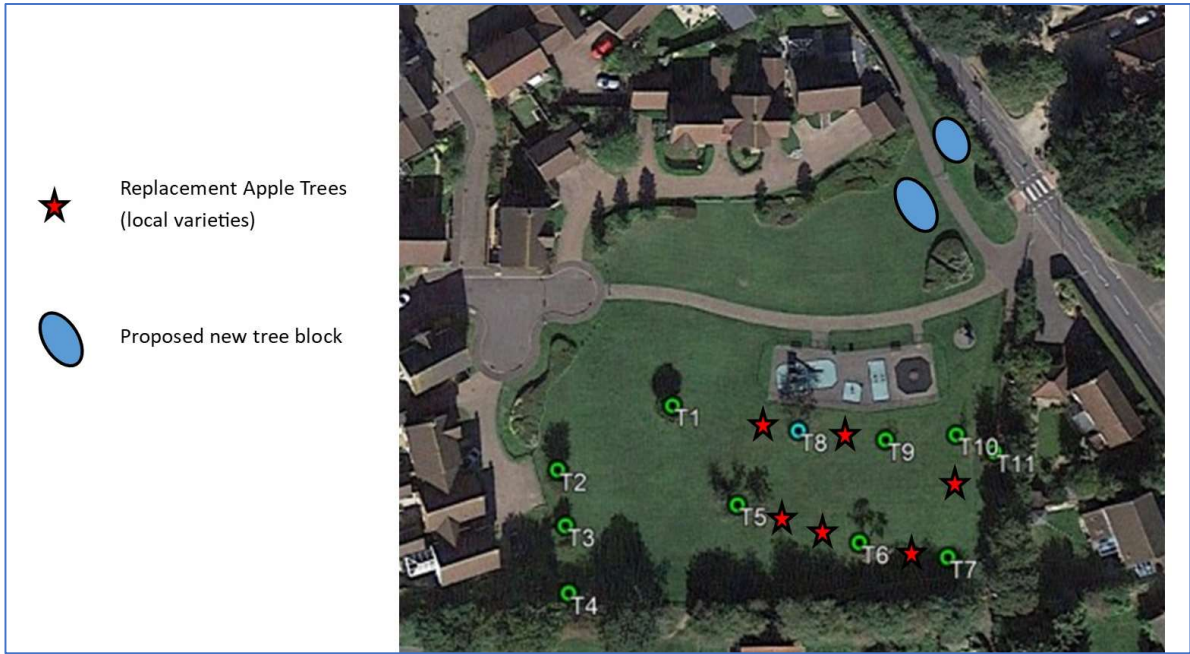 Replacement Apple Trees
(local varieties)
Proposed new tree block
T1
T8
T9
T10
T11
T2
T5
T3
T6
T7
T4